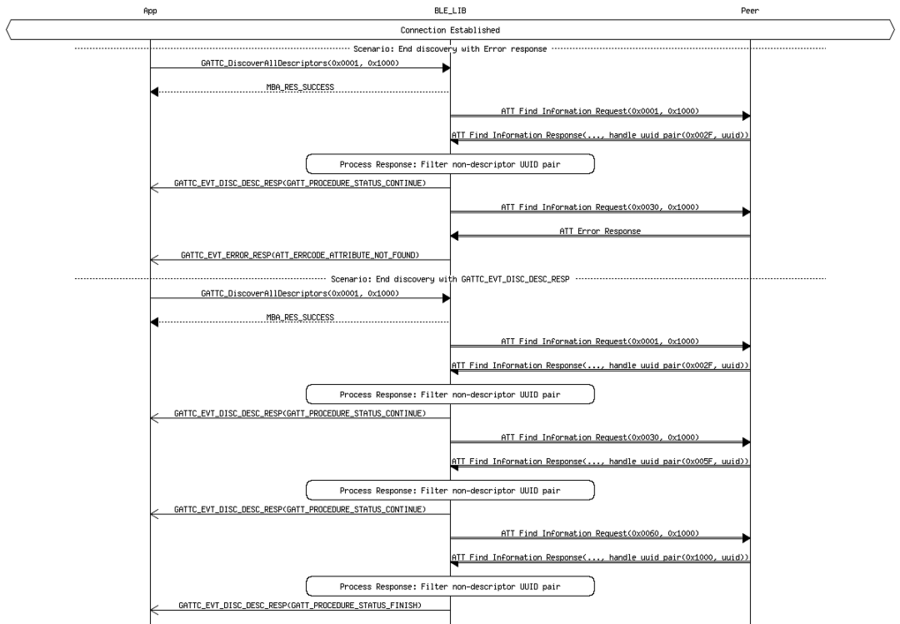 App BLE_LIB Peer
Connection Established
Scenario: End discovery with Error response
GATTC_DiscoverAllDescriptors(0x0001, 0x1000)
MBA_RES_SUCCESS
ATT Find Information Request(0x0001, 0x1000)
ATT Find Information Response(..., handle uuid pair(0x002F, uuid))
Process Response: Filter non-descriptor UUID pair
GATTC_EVT_DISC_DESC_RESP(GATT_PROCEDURE_STATUS_CONTINUE)
ATT Find Information Request(0x0030, 0x1000)
ATT Error Response
GATTC_EVT_ERROR_RESP(ATT_ERRCODE_ATTRIBUTE_NOT_FOUND)
Scenario: End discovery with GATTC_EVT_DISC_DESC_RESP
GATTC_DiscoverAllDescriptors(0x0001, 0x1000)
MBA_RES_SUCCESS
ATT Find Information Request(0x0001, 0x1000)
ATT Find Information Response(..., handle uuid pair(0x002F, uuid))
Process Response: Filter non-descriptor UUID pair
GATTC_EVT_DISC_DESC_RESP(GATT_PROCEDURE_STATUS_CONTINUE)
ATT Find Information Request(0x0030, 0x1000)
ATT Find Information Response(..., handle uuid pair(0x005F, uuid))
Process Response: Filter non-descriptor UUID pair
GATTC_EVT_DISC_DESC_RESP(GATT_PROCEDURE_STATUS_CONTINUE)
ATT Find Information Request(0x0060, 0x1000)
ATT Find Information Response(..., handle uuid pair(0x1000, uuid))
Process Response: Filter non-descriptor UUID pair
GATTC_EVT_DISC_DESC_RESP(GATT_PROCEDURE_STATUS_FINISH)